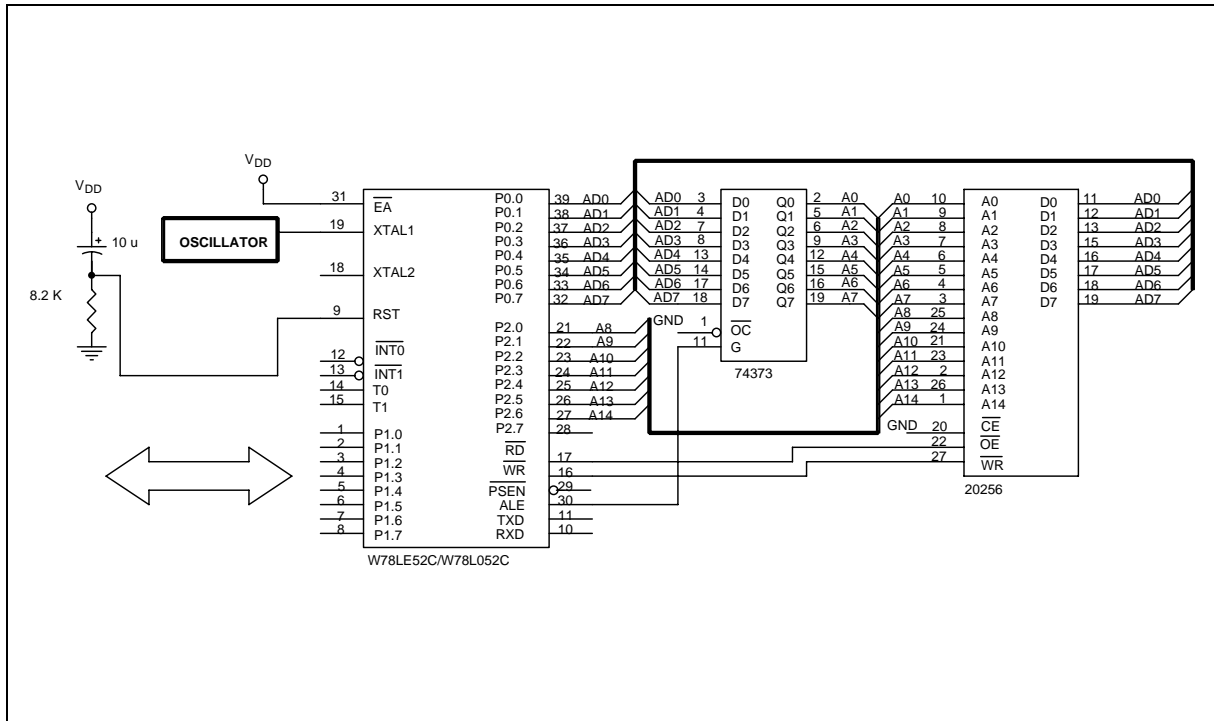 VDD
VDD
10 u
8.2 K
OSCILLATOR
31 EA P0.0 39 AD0
P0.1 38 AD1
19 XTAL1 P0.2 37 AD2
P0.3 36 AD3
P0.4 35 AD4
18 XTAL2 P0.5 34 AD5
P0.6 33 AD6
P0.7 32 AD7
9 RST
P2.0 21 A8
P2.1 22 A9
12 INT0 P2.2 23 A10
13 INT1 P2.3 24 A11
14 T0 P2.4 25 A12
15 T1 P2.5 26 A13
P2.6 27 A14
1 P1.0 P2.7 28
2 P1.1 RD 17
3 P1.2
4 P1.3 WR 16
5 P1.4 PSEN 29
6 P1.5 ALE 30
7 P1.6 TXD 11
8 P1.7 RXD 10
W78LE52C/W78L052C
AD0 3 D0 Q0 2 A0
AD1 4 D1 Q1 5 A1
AD2 7 D2 Q2 6 A2
AD3 8 D3 Q3 9 A3
AD4 13 D4 Q4 12 A4
AD5 14 D5 Q5 15 A5
AD6 17 D6 Q6 16 A6
AD7 18 D7 Q7 19 A7
GND 1 OC
11 G
74373
A0 10 A0 D0 11 AD0
A1 9 A1 D1 12 AD1
A2 8 A2 D2 13 AD2
A3 7 A3 D3 15 AD3
A4 6 A4 D4 16 AD4
A5 5 A5 D5 17 AD5
A6 4 A6 D6 18 AD6
A7 3 A7 D7 19 AD7
A8 25 A8
A9 24 A9
A10 21 A10
A11 23 A11
A12 2 A12
A13 26 A13
A14 1 A14
GND 20 CE
22 OE
27 WR
20256